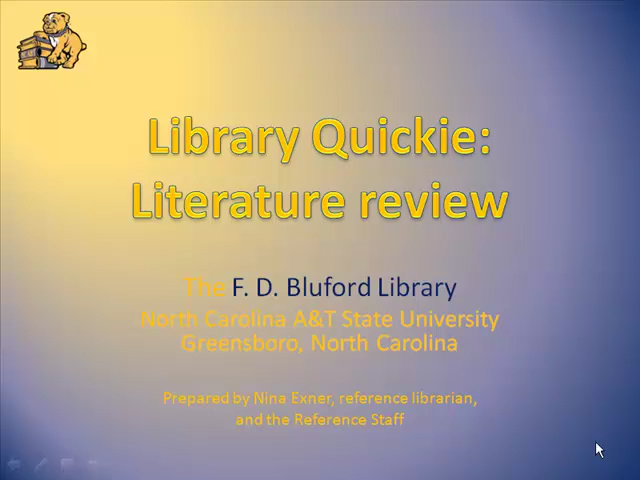 Library Quickie:
Literature review
The F. D. Bluford Library
North Carolina A&T State University
Greensboro, North Carolina
Prepared by Nina Exner, reference librarian,
and the Reference Staff